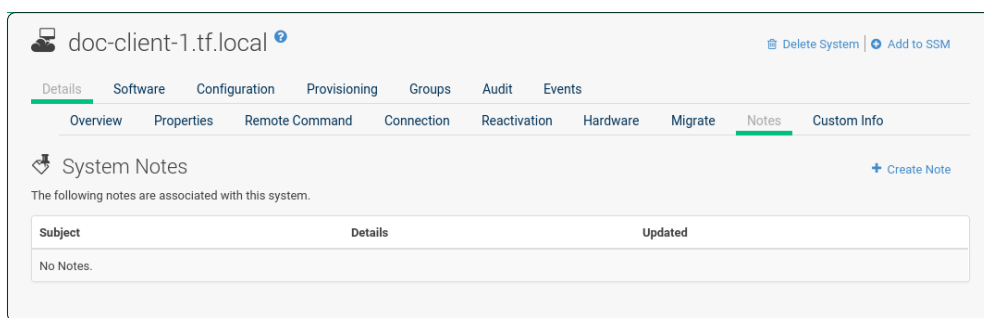 doc-client-1.tf.local ?
Delete System | Add to SSM
Details Software Configuration Provisioning Groups Audit Events
Overview Properties Remote Command Connection Reactivation Hardware Migrate Notes Custom Info
System Notes
+ Create Note
The following notes are associated with this system.
Subject Details Updated
No Notes.